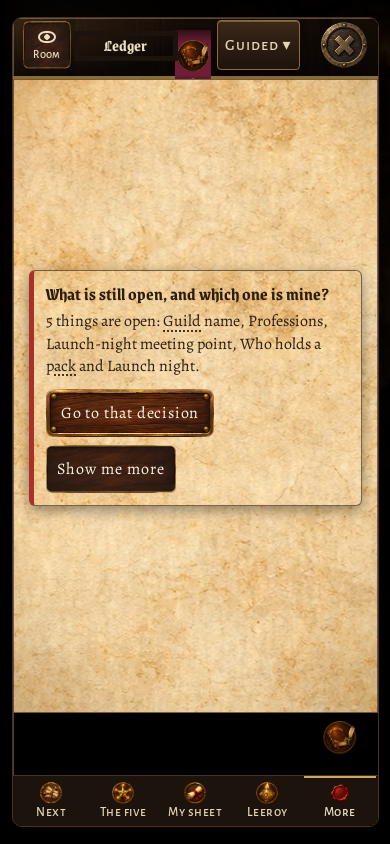 Room
Ledger
Guided ▼
What is still open, and which one is mine?
5 things are open: Guild name, Professions,
Launch-night meeting point, Who holds a
pack and Launch night.
Go to that decision
Show me more
Next
The Five
My sheet
Leeroy
More